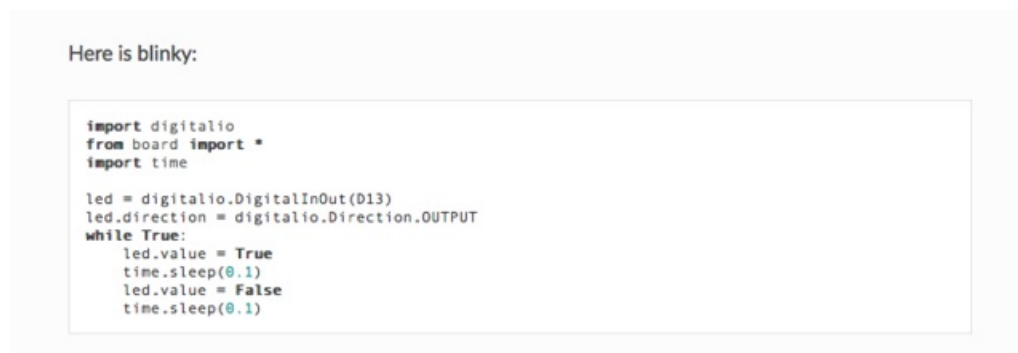 Here is blinky:
import digitalio
from board import *
import time
led = digitalio.DigitalInOut(D13)
led.direction = digitalio.Direction.OUTPUT
while True:
    led.value = True
    time.sleep(0.1)
    led.value = False
    time.sleep(0.1)